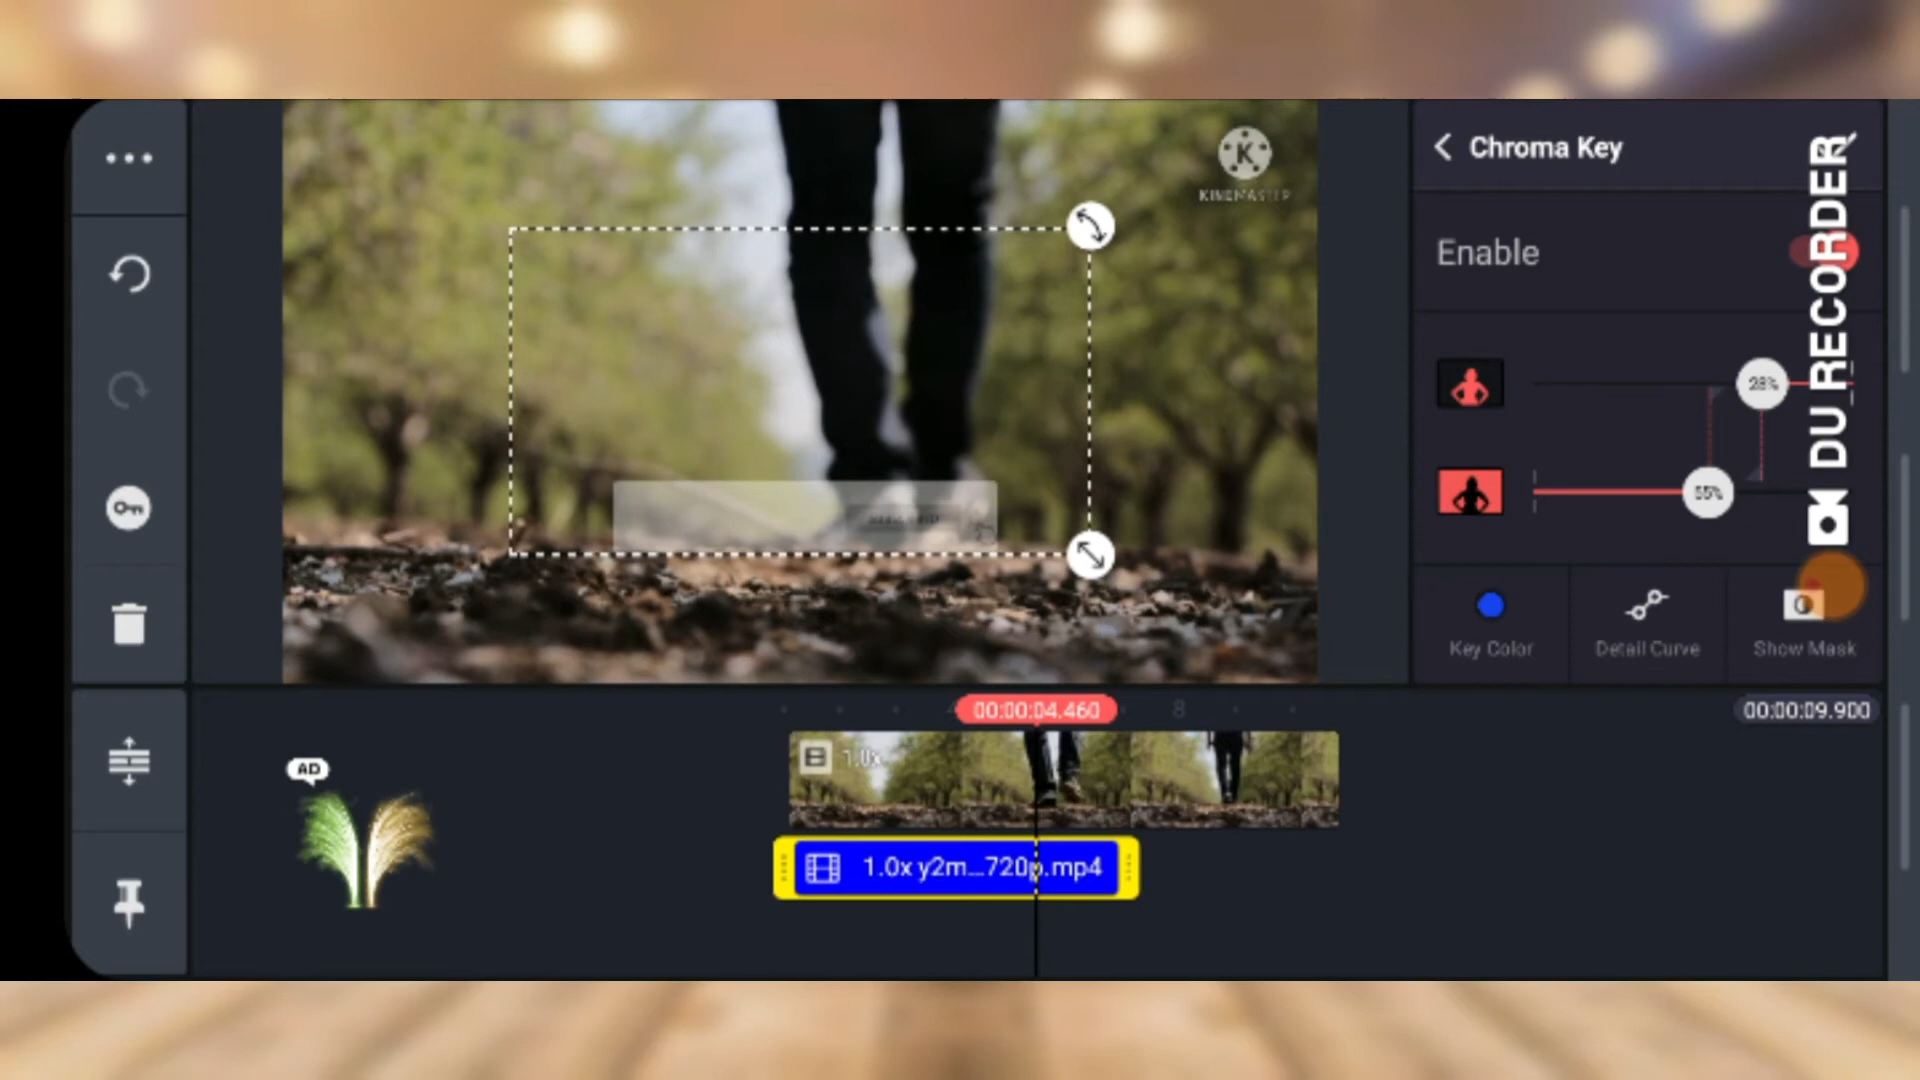 KINEMASTER
Chroma Key
Enable
28%
55%
DU RECORDER
Key Color
Detail Curve
Show Mask
00:00:04.460
8
00:00:09.900
AD
1.0x
1.0x y2m...720p.mp4